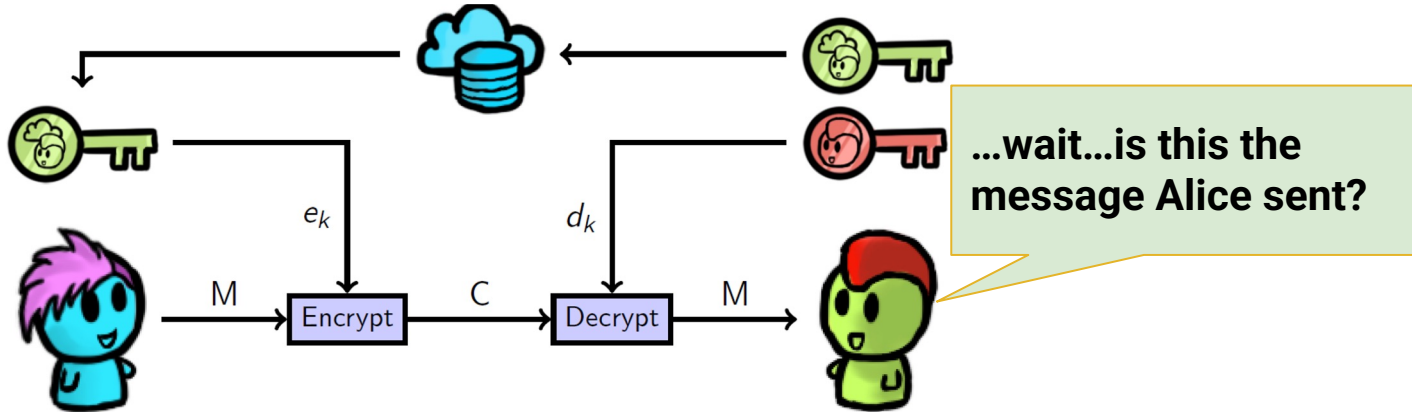 …wait…is this the
message Alice sent?
e_k
d_k
M
C
M
Encrypt
Decrypt